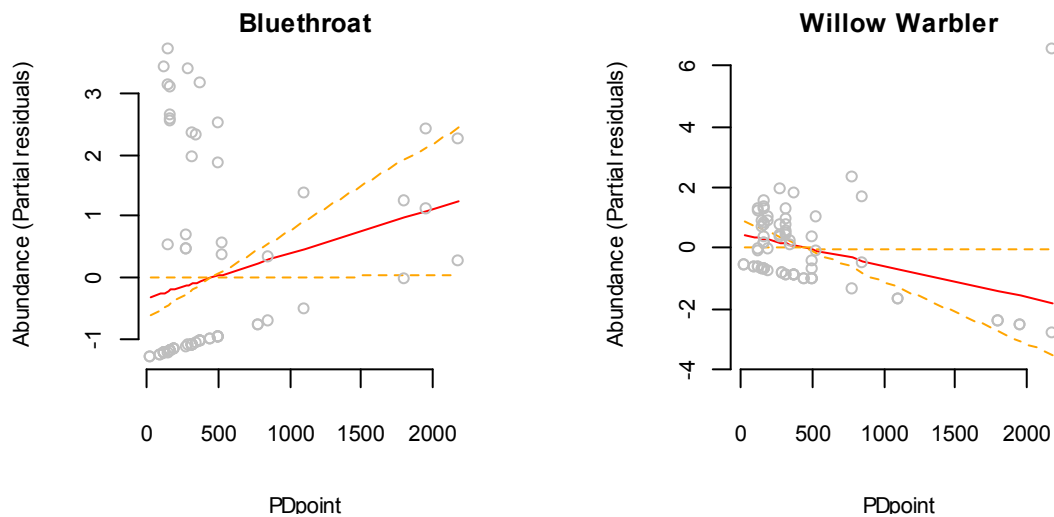 Bluethroat
Abundance (Partial residuals)
3
2
1
0
-1
0 500 1000 1500 2000
PDpoint
Willow Warbler
Abundance (Partial residuals)
6
4
2
0
-2
-4
0 500 1000 1500 2000
PDpoint